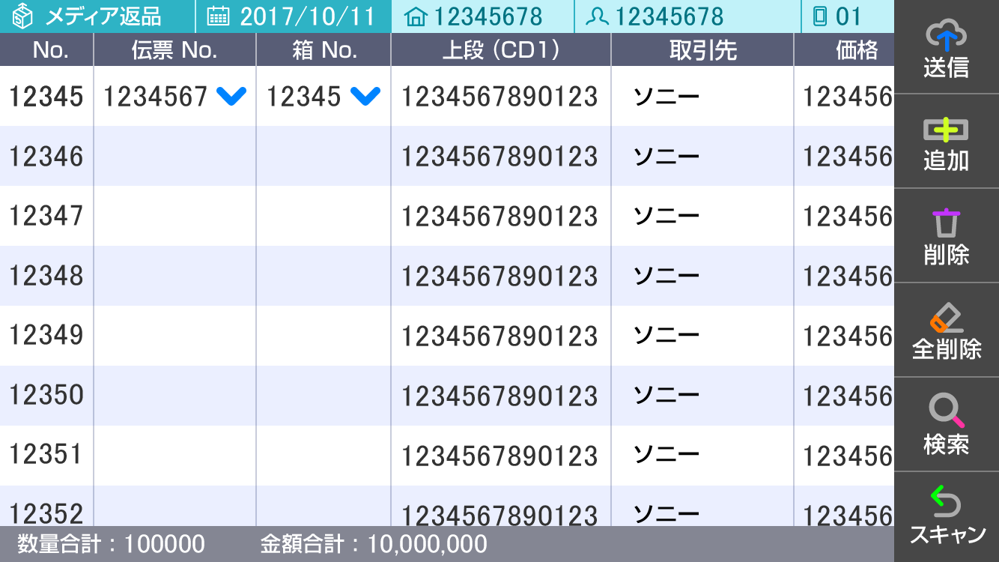 メディア返品 2017/10/11 12345678 12345678 01
No. 伝票 No. 箱 No. 上段（CD1） 取引先 価格
12345 1234567 12345 1234567890123 ソニー 123456
12346 1234567890123 ソニー 123456
12347 1234567890123 ソニー 123456
12348 1234567890123 ソニー 123456
12349 1234567890123 ソニー 123456
12350 1234567890123 ソニー 123456
12351 1234567890123 ソニー 123456
12352 1234567890123 ソニー 123456
数量合計：100000 金額合計：10,000,000
送信
追加
削除
全削除
検索
スキャン